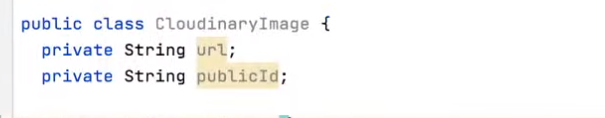 public class CloudinaryImage {
private String url;
private String publicId;